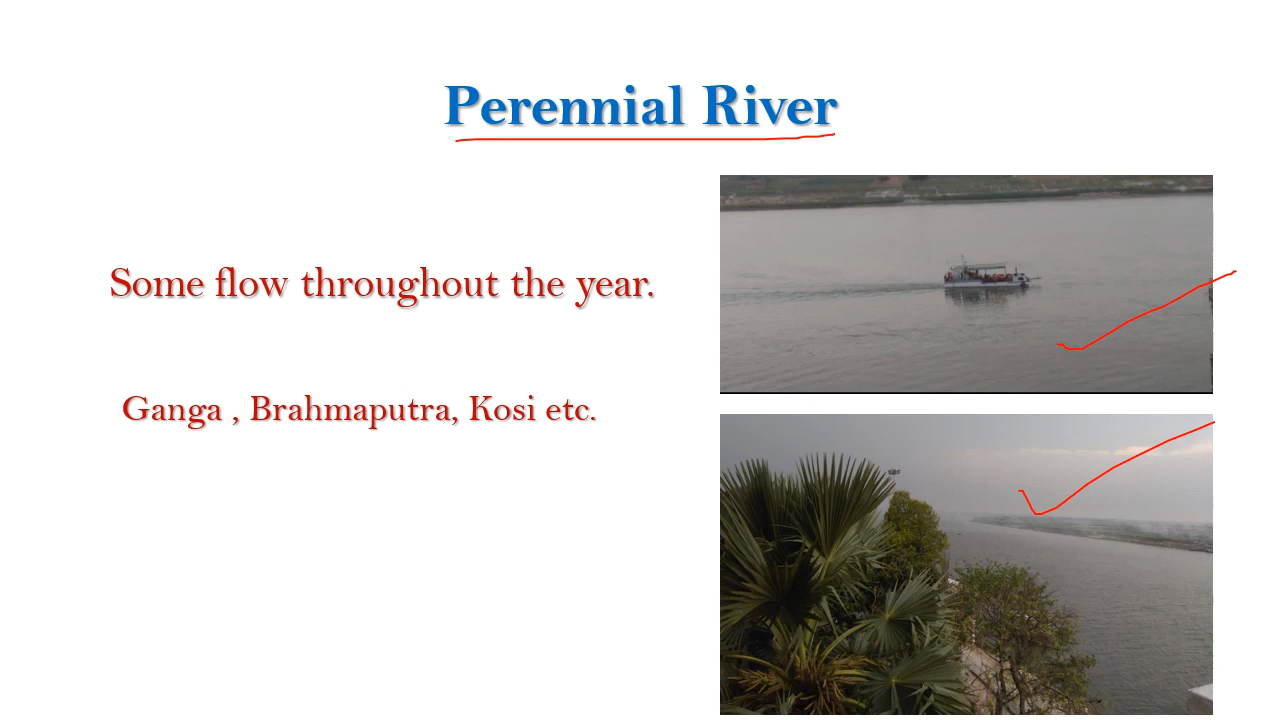 Perennial River
Some flow throughout the year.
Ganga , Brahmaputra, Kosi etc.